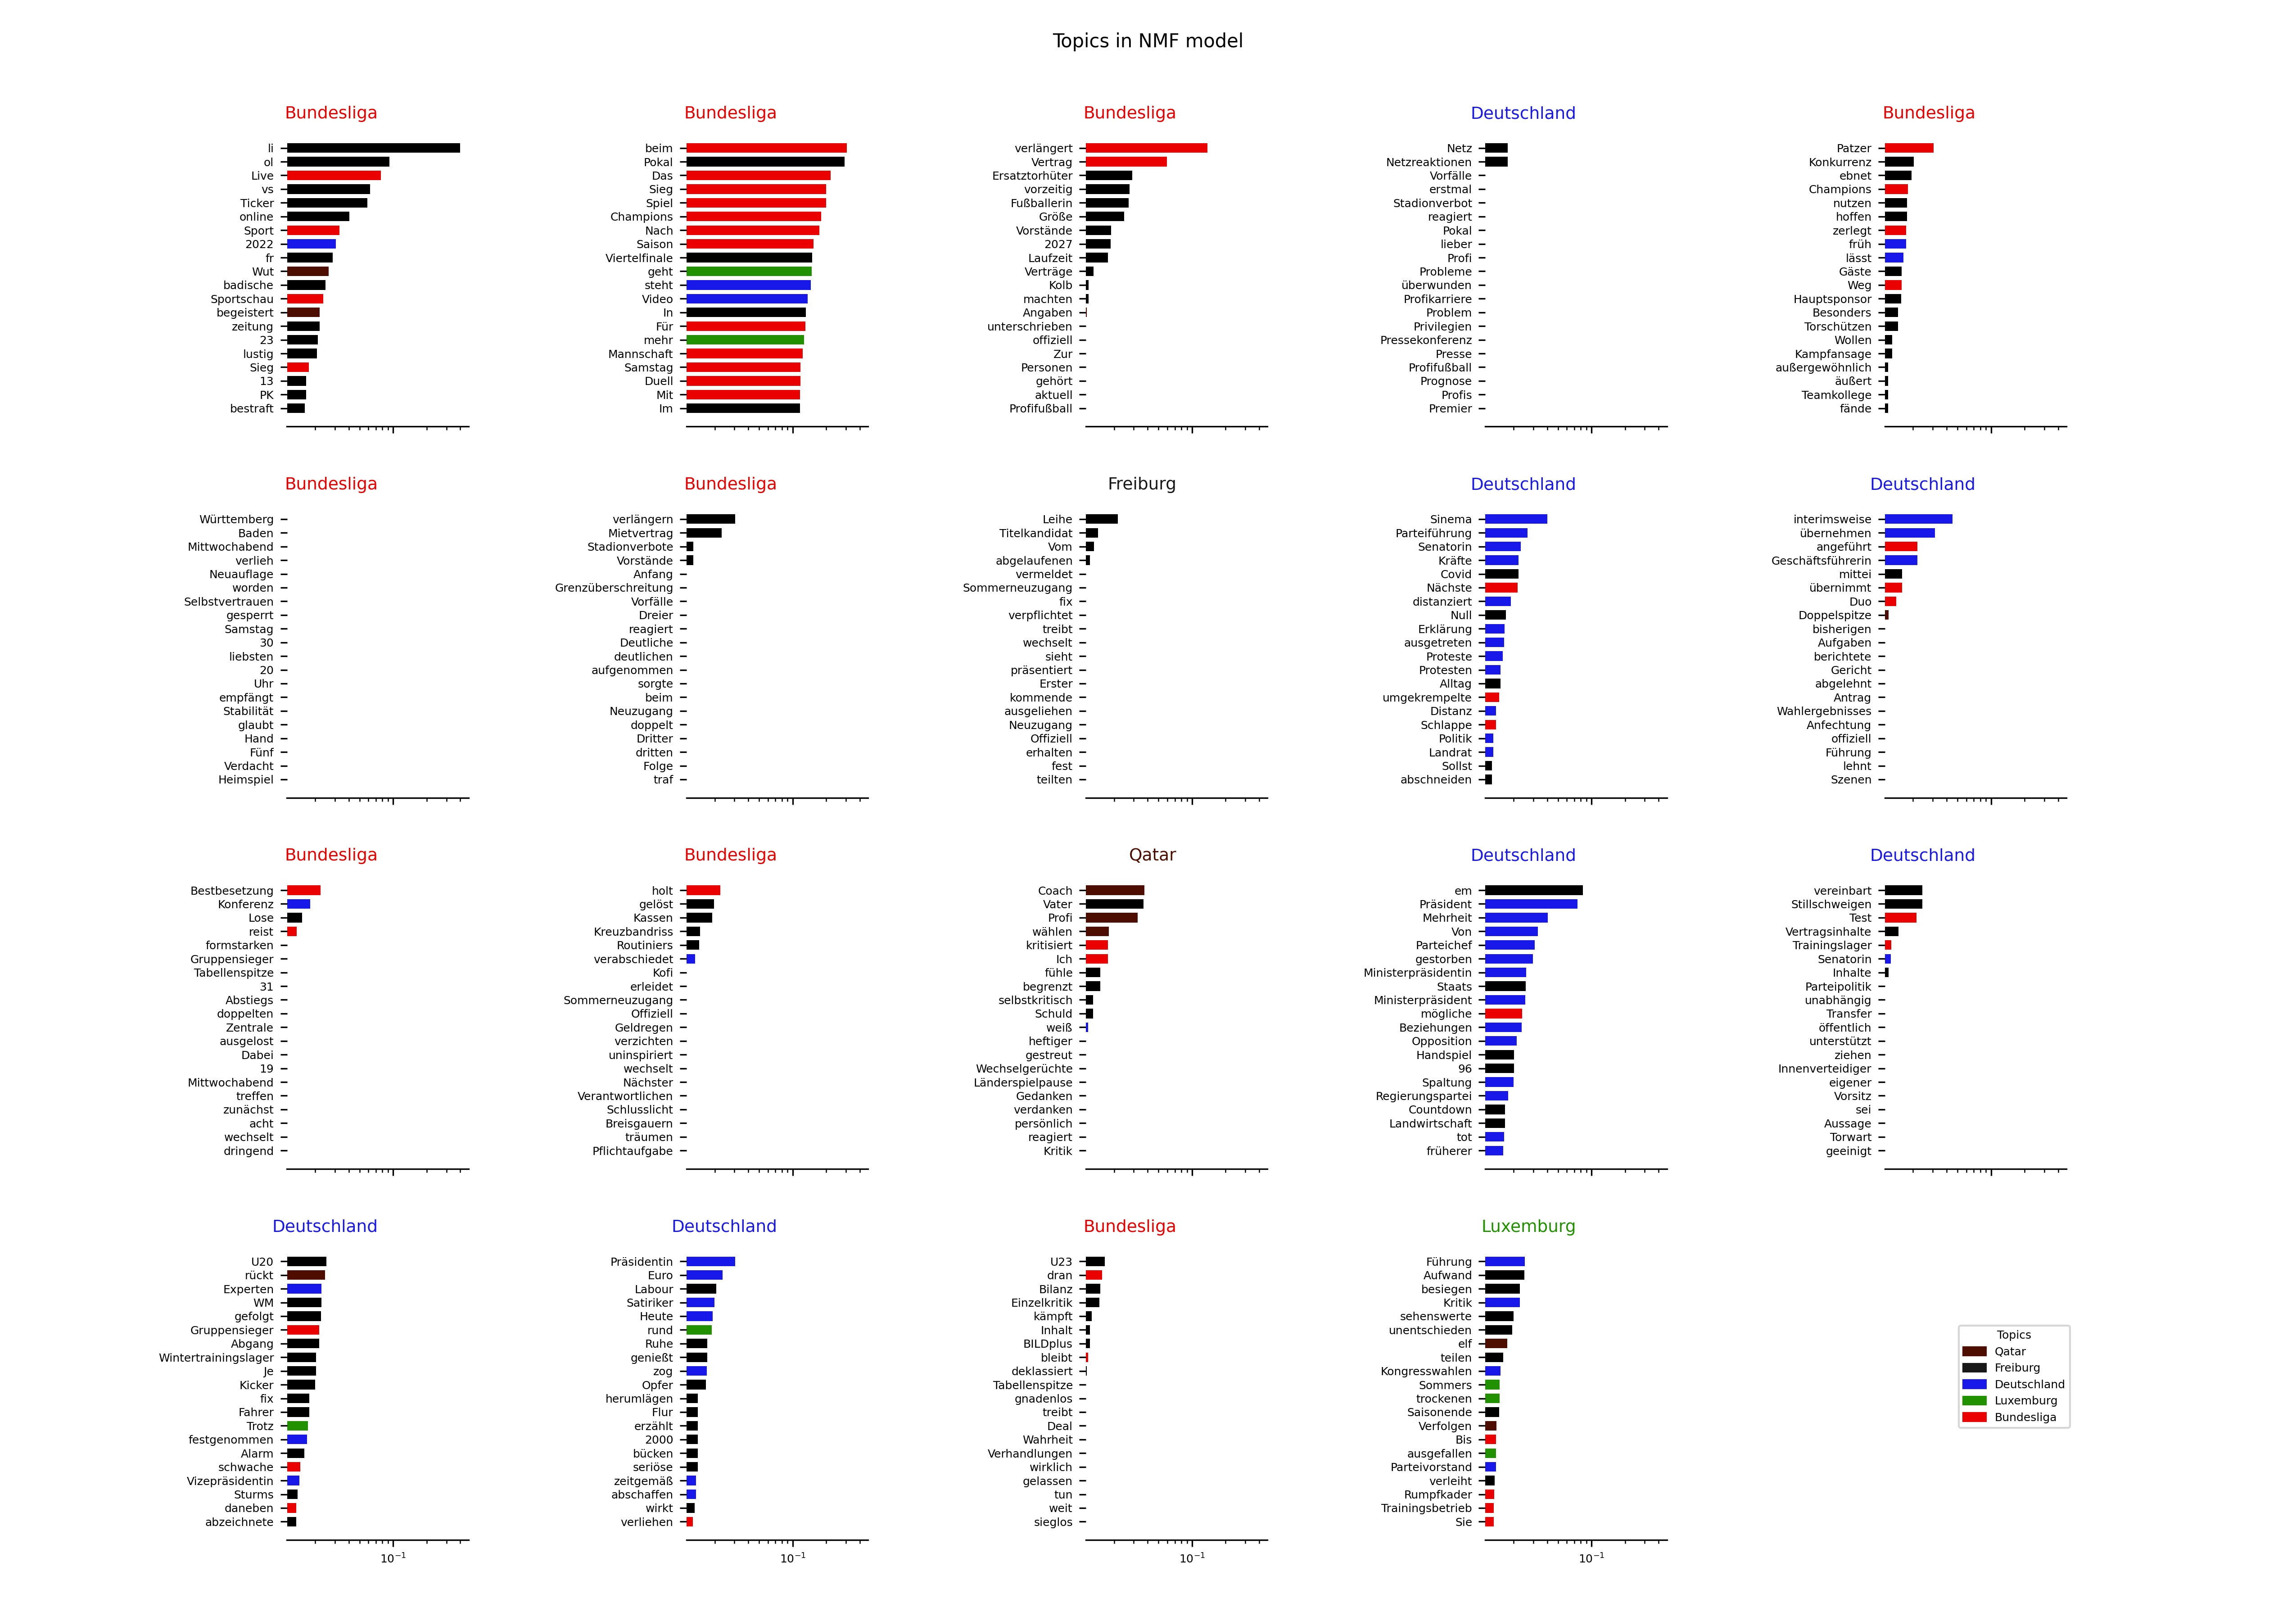 Topics in NMF model
Bundesliga
li
ol
Live
vs
Ticker
online
Sport
2022
fr
Wut
badische
Sportschau
begeistert
zeitung
23
lustig
Sieg
13
PK
bestraft
Bundesliga
beim
Pokal
Das
Sieg
Spiel
Champions
Nach
Saison
Viertelfinale
geht
steht
Video
In
Für
mehr
Mannschaft
Samstag
Duell
Mit
Im
Bundesliga
verlängert
Vertrag
Ersatztorhüter
vorzeitig
Fußballerin
Größe
Vorstände
2027
Laufzeit
Verträge
Kolb
machten
Angaben
unterschrieben
offiziell
Zur
Personen
gehört
aktuell
Profifußball
Deutschland
Netz
Netzreaktionen
Vorfälle
erstmal
Stadionverbot
reagiert
Pokal
lieber
Profi
Probleme
überwunden
Profikarriere
Problem
Privilegien
Pressekonferenz
Presse
Profifußball
Prognose
Profis
Premier
Bundesliga
Patzer
Konkurrenz
ebnet
Champions
nutzen
hoffen
zerlegt
früh
lässt
Gäste
Weg
Hauptsponsor
Besonders
Torschützen
Wollen
Kampfansage
außergewöhnlich
äußert
Teamkollege
fände
Bundesliga
Württemberg
Baden
Mittwochabend
verlieh
Neuauflage
worden
Selbstvertrauen
gesperrt
Samstag
30
liebsten
20
Uhr
empfängt
Stabilität
glaubt
Hand
Fünf
Verdacht
Heimspiel
Bundesliga
verlängern
Mietvertrag
Stadionverbote
Vorstände
Anfang
Grenzüberschreitung
Vorfälle
Dreier
reagiert
Deutliche
deutlichen
aufgenommen
sorgte
beim
Neuzugang
doppelt
Dritter
dritten
Folge
traf
Freiburg
Leihe
Titelkandidat
Vom
abgelaufenen
vermeldet
Sommerneuzugang
fix
verpflichtet
treibt
wechselt
sieht
präsentiert
Erster
kommende
ausgeliehen
Neuzugang
Offiziell
erhalten
fest
teilten
Deutschland
Sinema
Parteiführung
Senatorin
Kräfte
Covid
Nächste
distanziert
Null
Erklärung
ausgetreten
Proteste
Protesten
Alltag
umgekrempelte
Distanz
Schlappe
Politik
Landrat
Sollst
abschneiden
Deutschland
interimsweise
übernehmen
angeführt
Geschäftsführerin
mittei
übernimmt
Duo
Doppelspitze
bisherigen
Aufgaben
berichtete
Gericht
abgelehnt
Antrag
Wahlergebnisses
Anfechtung
offiziell
Führung
lehnt
Szenen
Bundesliga
Bestbesetzung
Konferenz
Lose
reist
formstarken
Gruppensieger
Tabellenspitze
31
Abstiegs
doppelten
Zentrale
ausgelost
Dabei
19
Mittwochabend
treffen
zunächst
acht
wechselt
dringend
Bundesliga
holt
gelöst
Kassen
Kreuzbandriss
Routiniers
verabschiedet
Kofi
erleidet
Sommerneuzugang
Offiziell
Geldregen
verzichten
uninspiriert
wechselt
Nächster
Verantwortlichen
Schlusslicht
Breisgauern
träumen
Pflichtaufgabe
Qatar
Coach
Vater
Profi
wählen
kritisiert
Ich
fühle
begrenzt
selbstkritisch
Schuld
weiß
heftiger
gestreut
Wechselgerüchte
Länderspielpause
Gedanken
verdanken
persönlich
reagiert
Kritik
Deutschland
em
Präsident
Mehrheit
Von
Parteichef
gestorben
Ministerpräsidentin
Staats
Ministerpräsident
mögliche
Beziehungen
Opposition
Handspiel
96
Spaltung
Regierungspartei
Countdown
Landwirtschaft
tot
früherer
Deutschland
vereinbart
Stillschweigen
Test
Vertragsinhalte
Trainingslager
Senatorin
Inhalte
Parteipolitik
unabhängig
Transfer
öffentlich
unterstützt
ziehen
Innenverteidiger
eigener
Vorsitz
sei
Aussage
Torwart
geeinigt
Deutschland
U20
rückt
Experten
WM
gefolgt
Gruppensieger
Abgang
Wintertrainingslager
Je
Kicker
fix
Fahrer
Trotz
festgenommen
Alarm
schwache
Vizepräsidentin
Sturms
daneben
abzeichnete
10⁻¹
Deutschland
Präsidentin
Euro
Labour
Satiriker
Heute
rund
Ruhe
genießt
zog
Opfer
herumlägen
Flur
erzählt
2000
bücken
seriöse
zeitgemäß
abschaffen
wirkt
verliehen
10⁻¹
Bundesliga
U23
dran
Bilanz
Einzelkritik
kämpft
Inhalt
BILDplus
bleibt
deklassiert
Tabellenspitze
gnadenlos
treibt
Deal
Wahrheit
Verhandlungen
wirklich
gelassen
tun
weit
sieglos
10⁻¹
Luxemburg
Führung
Aufwand
besiegen
Kritik
sehenswerte
unentschieden
elf
teilen
Kongresswahlen
Sommers
trockenen
Saisonende
Verfolgen
Bis
ausgefallen
Parteivorstand
verleiht
Rumpfkader
Trainingsbetrieb
Sie
10⁻¹
Topics
Qatar
Freiburg
Deutschland
Luxemburg
Bundesliga